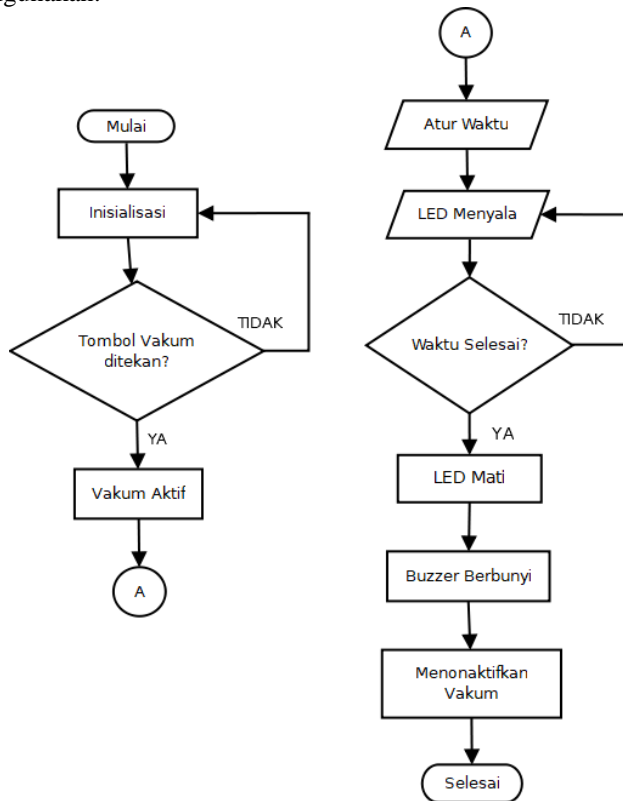 Mulai
Inisialisasi
TIDAK
Tombol Vakum
ditekan?
YA
Vakum Aktif
A
A
Atur Waktu
LED Menyala
TIDAK
Waktu Selesai?
YA
LED Mati
Buzzer Berbunyi
Menonaktifkan
Vakum
Selesai